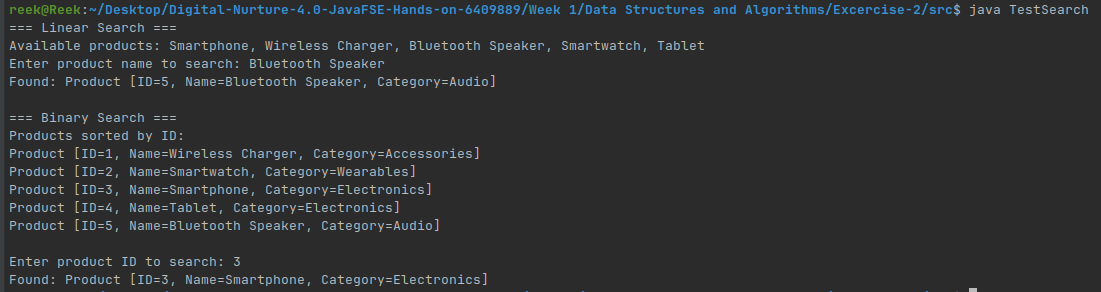 reek@Reek:~/Desktop/Digital-Nurture-4.0-JavaFSE-Hands-on-6409889/Week 1/Data Structures and Algorithms/Excercise-2/src$ java TestSearch
=== Linear Search ===
Available products: Smartphone, Wireless Charger, Bluetooth Speaker, Smartwatch, Tablet
Enter product name to search: Bluetooth Speaker
Found: Product [ID=5, Name=Bluetooth Speaker, Category=Audio]

=== Binary Search ===
Products sorted by ID:
Product [ID=1, Name=Wireless Charger, Category=Accessories]
Product [ID=2, Name=Smartwatch, Category=Wearables]
Product [ID=3, Name=Smartphone, Category=Electronics]
Product [ID=4, Name=Tablet, Category=Electronics]
Product [ID=5, Name=Bluetooth Speaker, Category=Audio]

Enter product ID to search: 3
Found: Product [ID=3, Name=Smartphone, Category=Electronics]